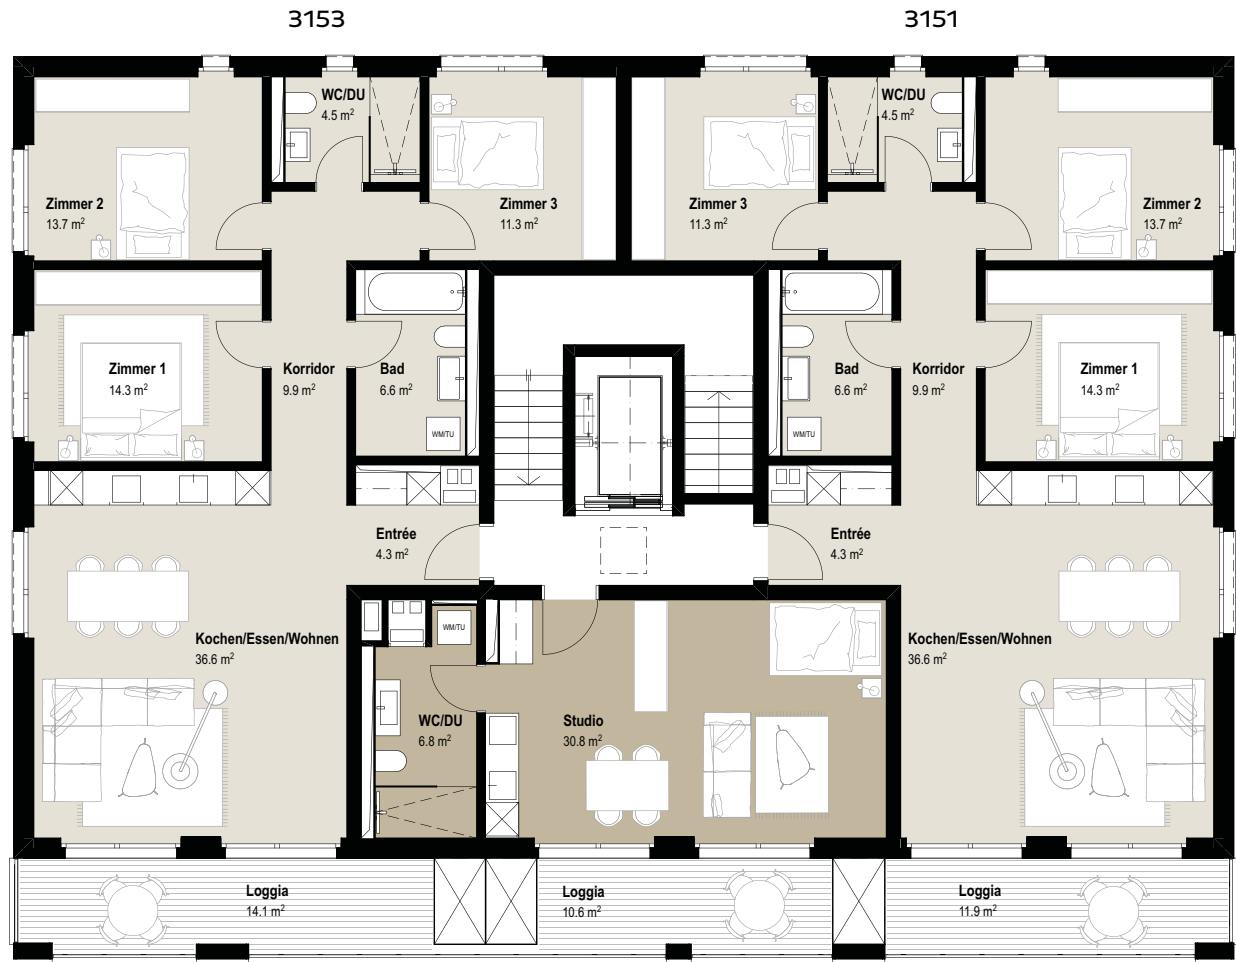 3153
3151
WC/DU
4.5 m²
WC/DU
4.5 m²
Zimmer 2
13.7 m²
Zimmer 3
11.3 m²
Zimmer 3
11.3 m²
Zimmer 2
13.7 m²
Zimmer 1
14.3 m²
Korridor
9.9 m²
Bad
6.6 m²
Bad
6.6 m²
Korridor
9.9 m²
Zimmer 1
14.3 m²
WM/TU
WM/TU
Entrée
4.3 m²
Entrée
4.3 m²
WM/TU
Kochen/Essen/Wohnen
36.6 m²
Kochen/Essen/Wohnen
36.6 m²
WC/DU
6.8 m²
Studio
30.8 m²
Loggia
14.1 m²
Loggia
10.6 m²
Loggia
11.9 m²